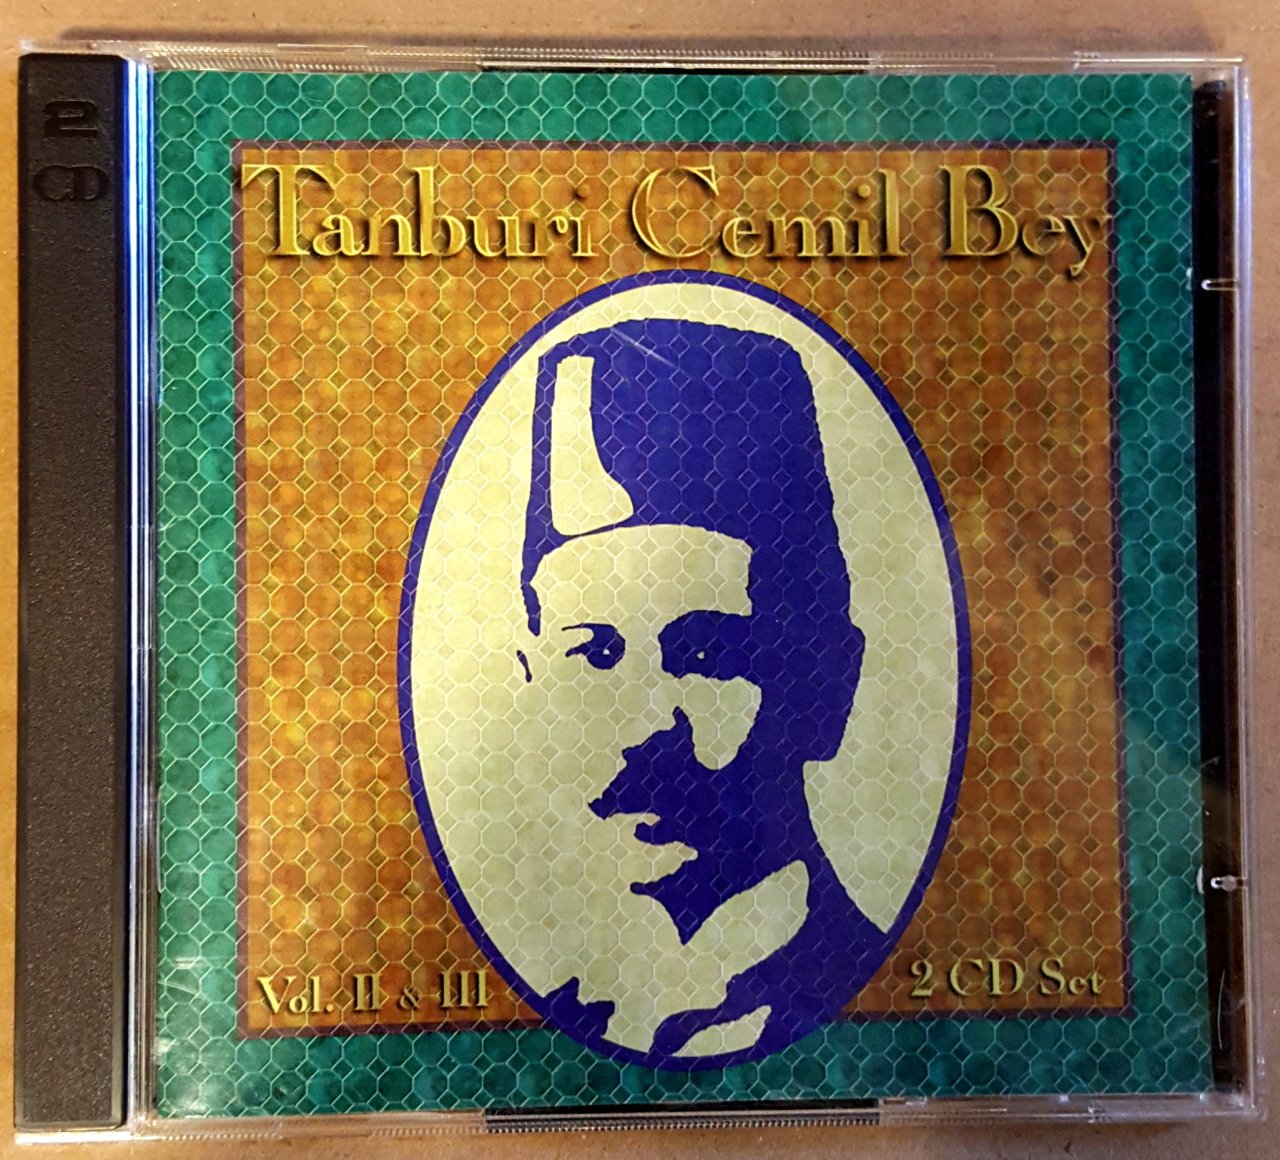 2
CD
Tanburi Cemil Bey
Vol. II & III
2 CD Set